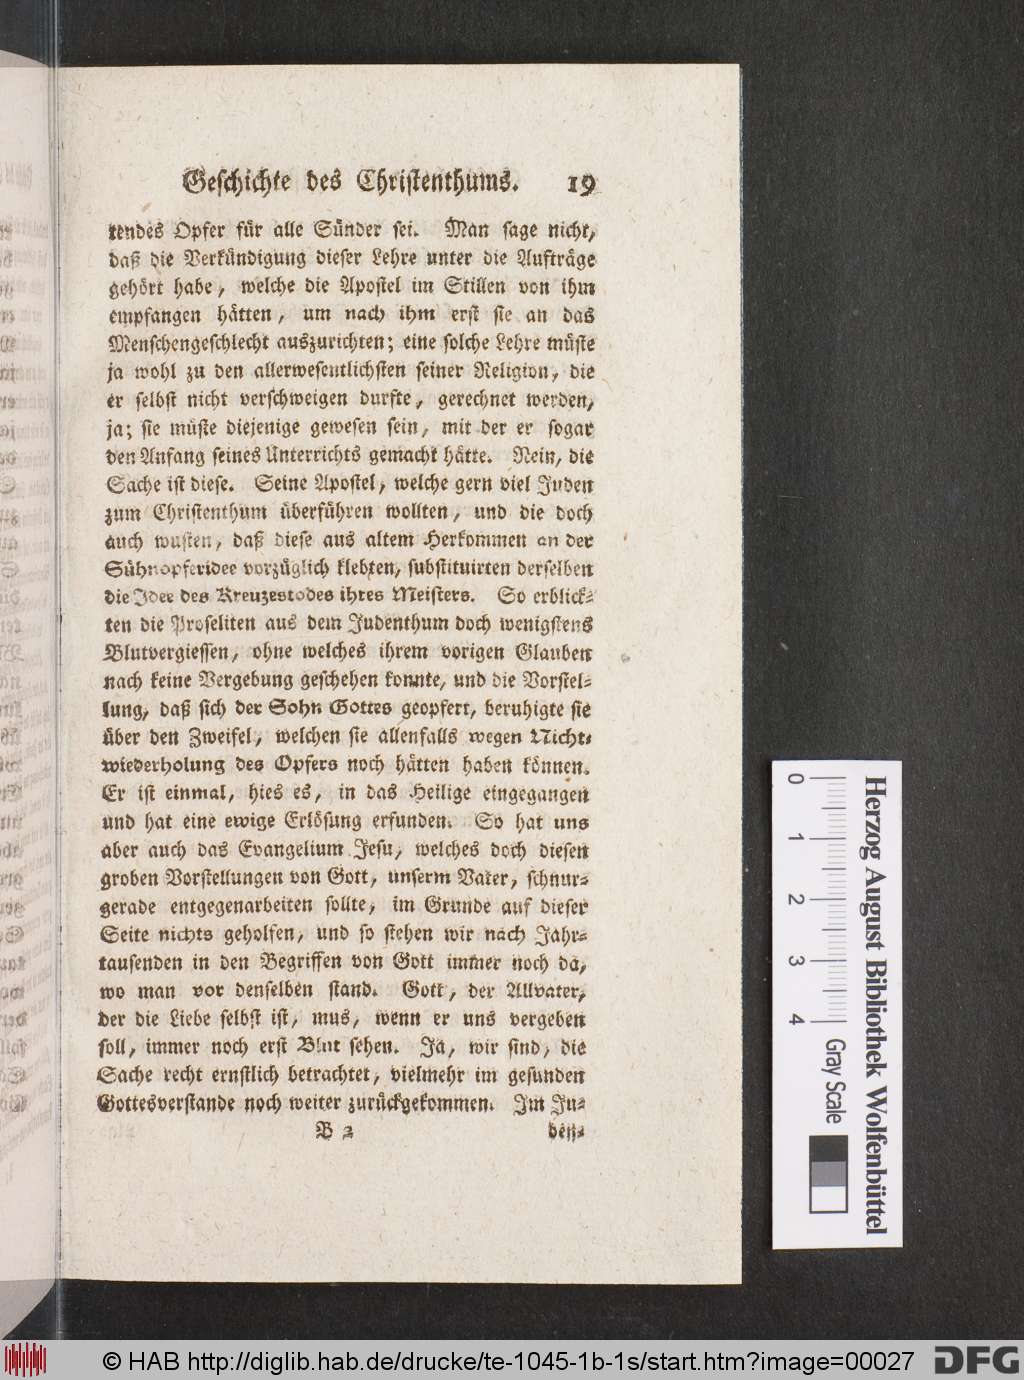 Geschichte des Christenthums. 19
tendes Opfer für alle Sünder sei. Man sage nicht,
daß die Verkündigung dieser Lehre unter die Aufträge
gehört habe, welche die Apostel im Stillen von ihm
empfangen hätten, um nach ihm erst sie an das
Menschengeschlecht auszurichten; eine solche Lehre müste
ja wohl zu den allerwesentlichsten seiner Religion, die
er selbst nicht verschweigen durfte, gerechnet werden,
ja; sie müste diejenige gewesen sein, mit der er sogar
den Anfang seines Unterrichts gemacht hätte. Nein, die
Sache ist diese. Seine Apostel, welche gern viel Juden
zum Christenthum überführen wollten, und die doch
auch wusten, daß diese aus altem Herkommen an der
Sühnopferidee vorzüglich klebten, substituirten derselben
die Idee des Kreuzestodes ihres Meisters. So erblick-
ten die Proseliten aus dem Judenthum doch wenigstens
Blutvergiessen, ohne welches ihrem vorigen Glauben
nach keine Vergebung geschehen konnte, und die Vorstel-
lung, daß sich der Sohn Gottes geopfert, beruhigte sie
über den Zweifel, welchen sie allenfalls wegen Nicht-
wiederholung des Opfers noch hätten haben können.
Er ist einmal, hies es, in das Heilige eingegangen
und hat eine ewige Erlösung erfunden. So hat uns
aber auch das Evangelium Jesu, welches doch diesen
groben Vorstellungen von Gott, unserm Vater, schnur-
gerade entgegenarbeiten sollte, im Grunde auf dieser
Seite nichts geholfen, und so stehen wir nach Jahr-
tausenden in den Begriffen von Gott immer noch da,
wo man vor denselben stand. Gott, der Allvater,
der die Liebe selbst ist, mus, wenn er uns vergeben
soll, immer noch erst Blut sehen. Ja, wir sind, die
Sache recht ernstlich betrachtet, vielmehr im gesunden
Gottesverstande noch weiter zurückgekommen. Im Ju-
B 2 den-
0 1 2 3 4 Gray Scale
Herzog August Bibliothek Wolfenbüttel
© HAB http://diglib.hab.de/drucke/te-1045-1b-1s/start.htm?image=00027 DFG